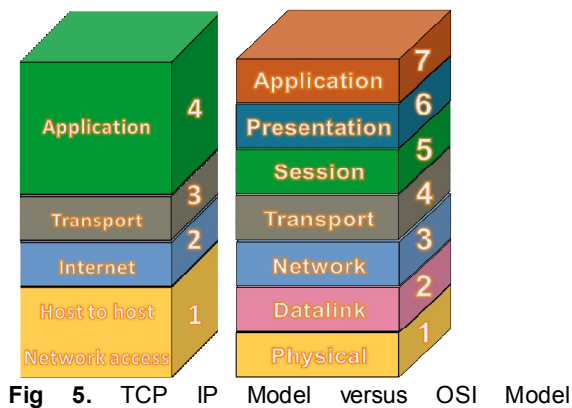 4
Application
3
Transport
2
Internet
1
Host to host
Network access
7
Application
6
Presentation
5
Session
4
Transport
3
Network
2
Datalink
1
Physical
Fig 5. TCP IP Model versus OSI Model